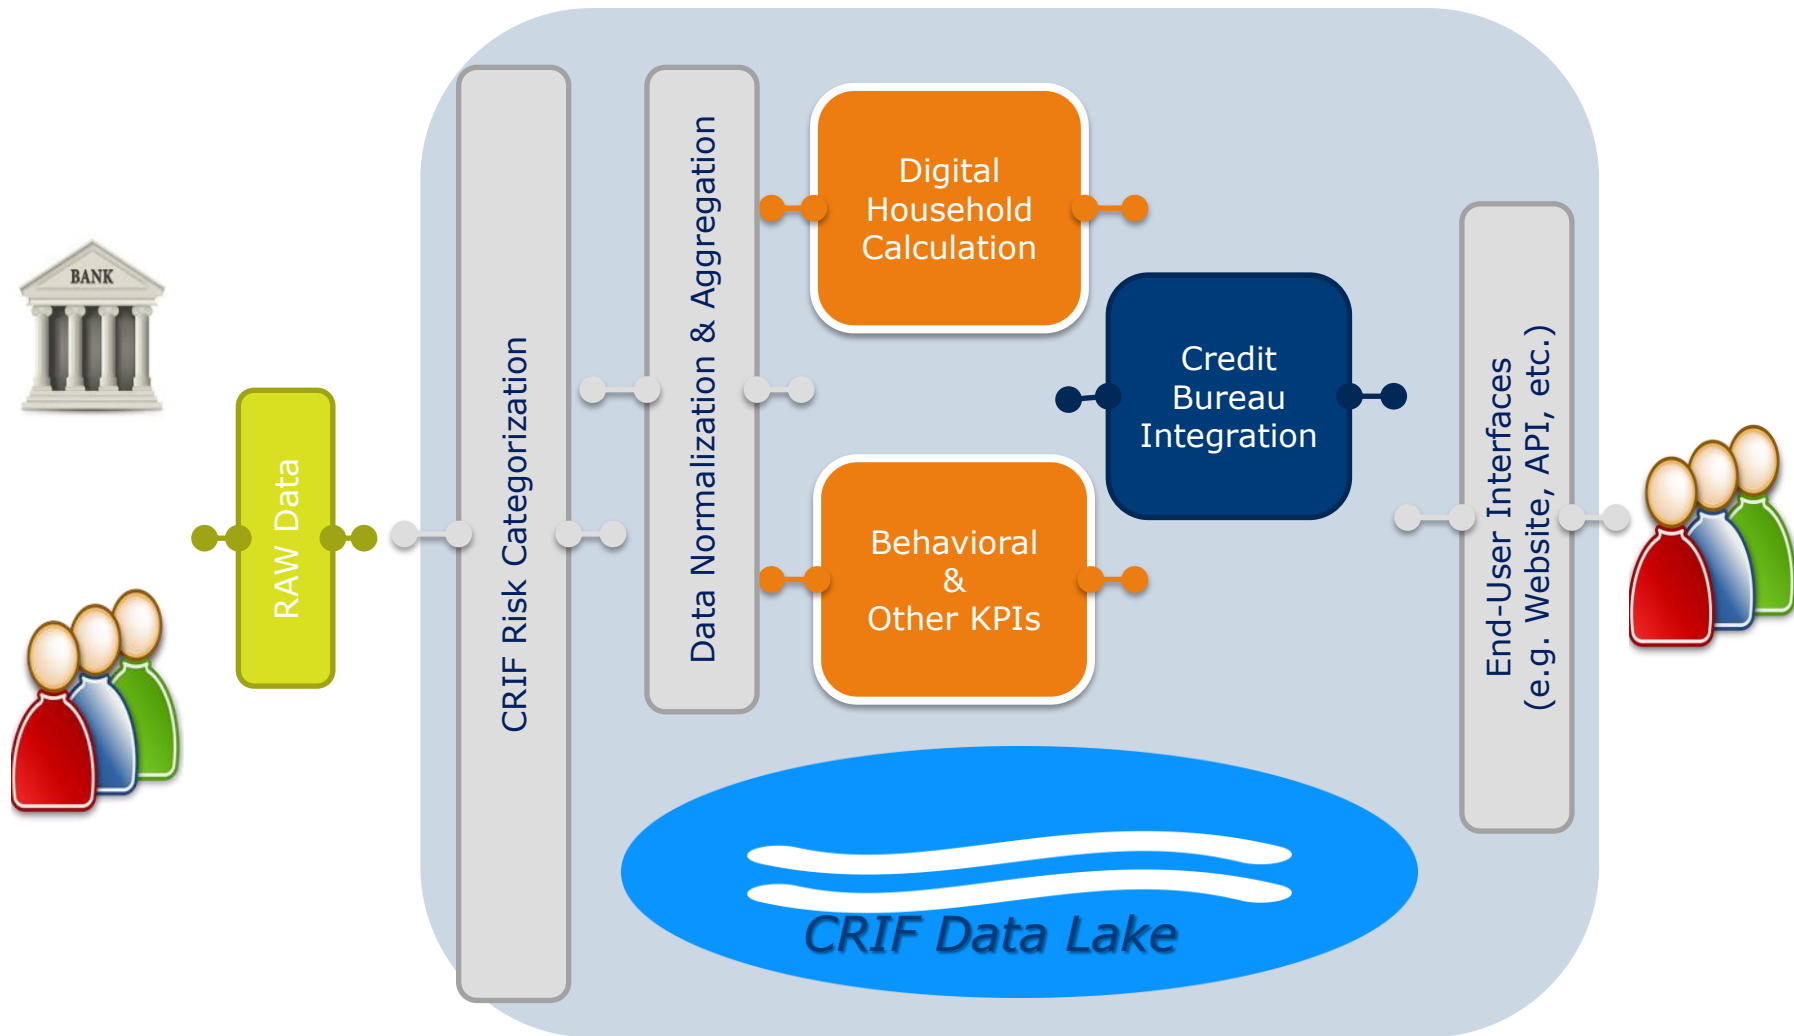 BANK
RAW Data
CRIF Risk Categorization
Data Normalization & Aggregation
Digital
Household
Calculation
Behavioral
&
Other KPIs
Credit
Bureau
Integration
End-User Interfaces
(e.g. Website, API, etc.)
CRIF Data Lake